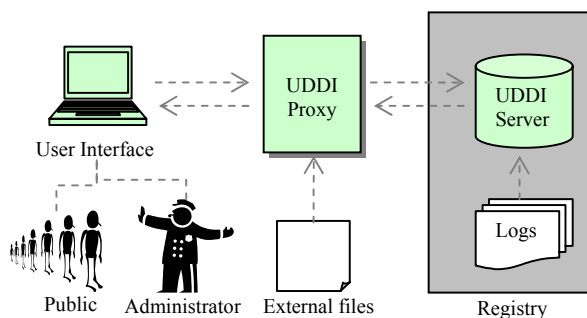 UDDI
Proxy
UDDI
Server
User Interface
Logs
Public
Administrator
External files
Registry